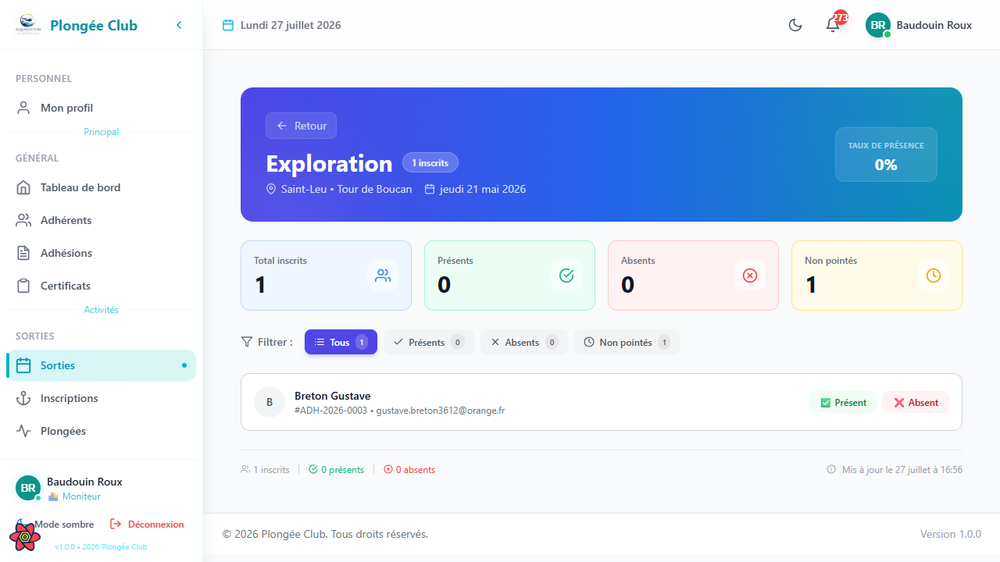 Plongée Club
Lundi 27 juillet 2026
273
BR
Baudouin Roux
PERSONNEL
Mon profil
Principal
GÉNÉRAL
Tableau de bord
Adhérents
Adhésions
Certificats
Activités
SORTIES
Sorties
Inscriptions
Plongées
BR
Baudouin Roux
Moniteur
Mode sombre
Déconnexion
v1.0.0 • 2026 Plongée Club
Retour
Exploration
1 inscrits
Saint-Leu • Tour de Boucan
jeudi 21 mai 2026
TAUX DE PRÉSENCE
0%
Total inscrits
1
Présents
0
Absents
0
Non pointés
1
Filtrer :
Tous 1
Présents 0
Absents 0
Non pointés 1
B
Breton Gustave
#ADH-2026-0003 • gustave.breton3612@orange.fr
Présent
Absent
1 inscrits
0 présents
0 absents
Mis à jour le 27 juillet à 16:56
© 2026 Plongée Club. Tous droits réservés.
Version 1.0.0